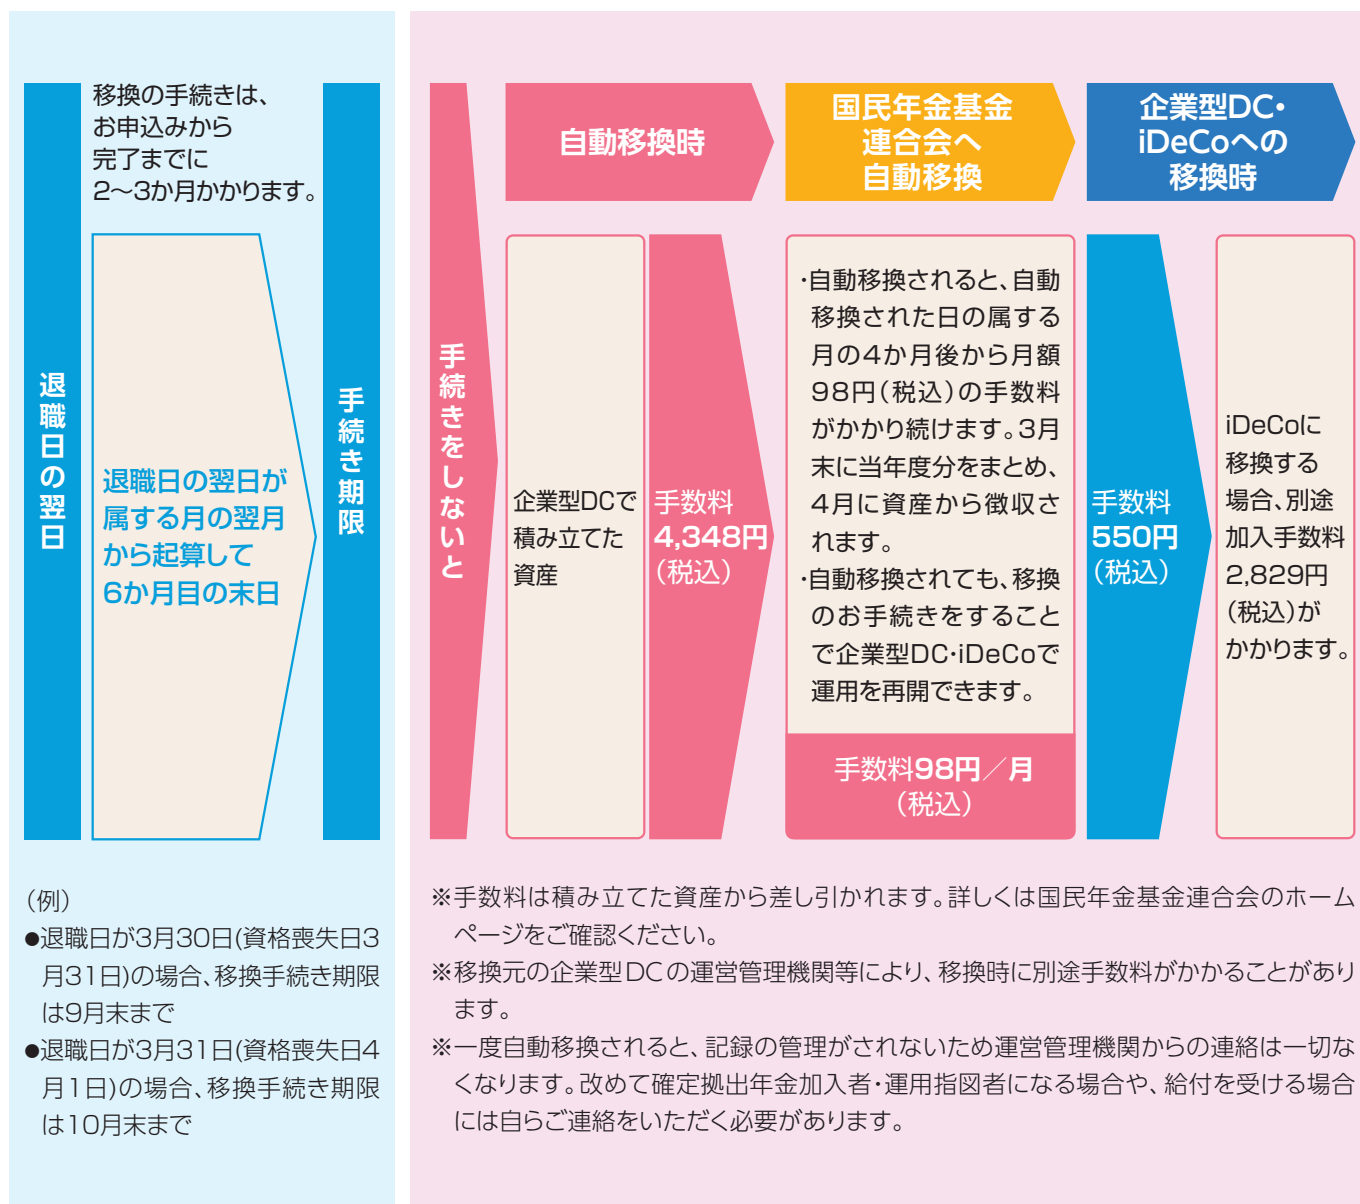 移換の手続きは、
お申込みから
完了までに
2〜3か月かかります。
退職日の翌日
退職日の翌日が
属する月の翌月
から起算して
6か月目の末日
手続き期限
(例)
●退職日が3月30日(資格喪失日3
月31日)の場合、移換手続き期限
は9月末まで
●退職日が3月31日(資格喪失日4
月1日)の場合、移換手続き期限
は10月末まで
手続きをしないと
自動移換時
企業型DCで
積み立てた
資産
手数料
4,348円
(税込)
国民年金基金
連合会へ
自動移換
・自動移換されると、自動
移換された日の属する
月の4か月後から月額
98円(税込)の手数料
がかかり続けます。3月
末に当年度分をまとめ、
4月に資産から徴収さ
れます。
・自動移換されても、移換
のお手続きをすること
で企業型DC・iDeCoで
運用を再開できます。
手数料98円／月
(税込)
企業型DC・
iDeCoへの
移換時
手数料
550円
(税込)
iDeCoに
移換する
場合、別途
加入手数料
2,829円
(税込)が
かかります。
※手数料は積み立てた資産から差し引かれます。詳しくは国民年金基金連合会のホーム
ページをご確認ください。
※移換元の企業型DCの運営管理機関等により、移換時に別途手数料がかかることがあり
ます。
※一度自動移換されると、記録の管理がされないため運営管理機関からの連絡は一切な
くなります。改めて確定拠出年金加入者・運用指図者になる場合や、給付を受ける場合
には自らご連絡をいただく必要があります。